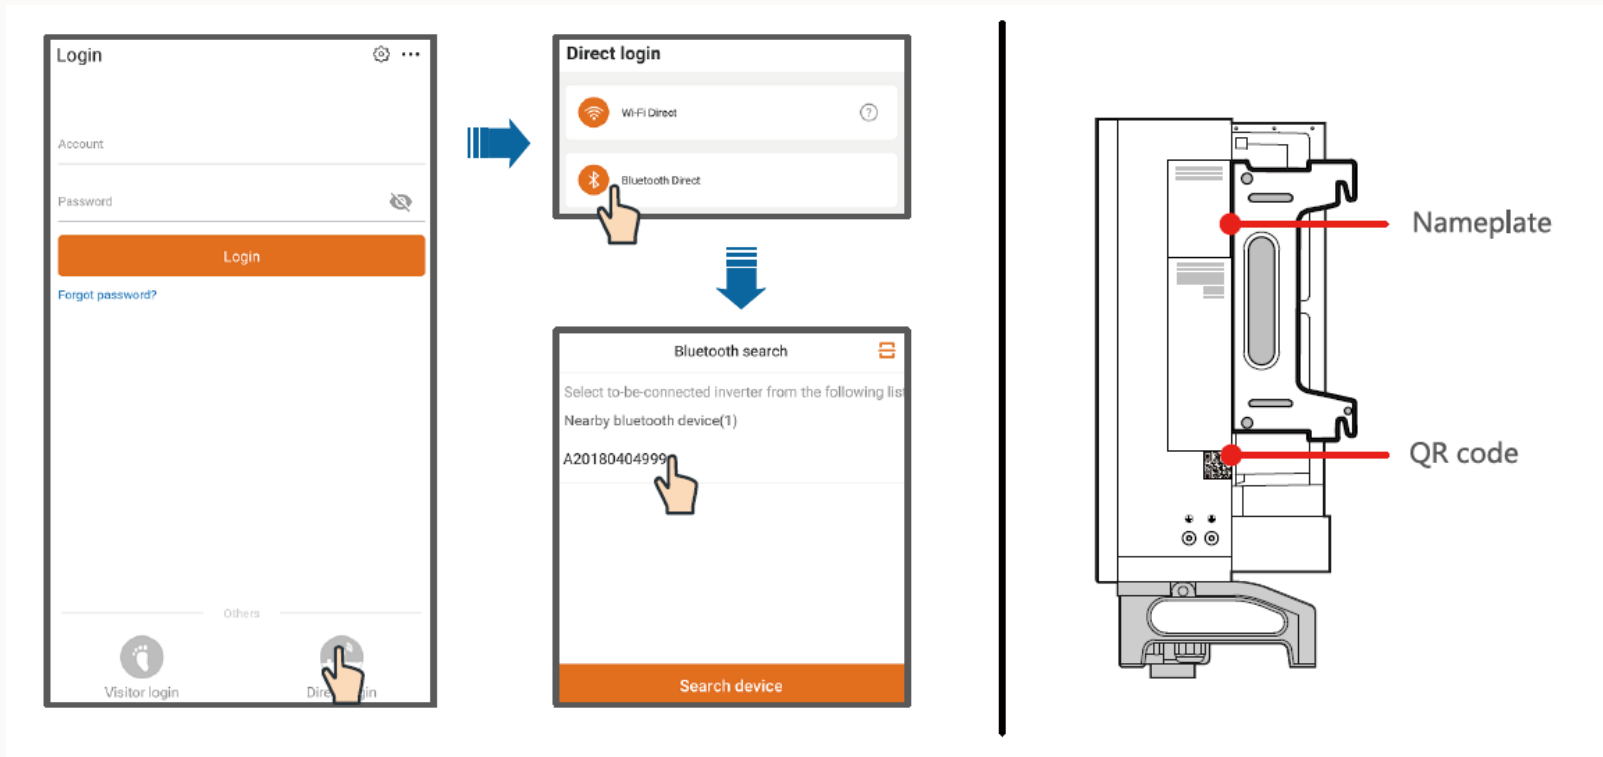 Login
Account
Password
Login
Forgot password?
Others
Visitor login
Direct login
Wi-Fi Direct
Bluetooth Direct
Bluetooth search
Select to-be-connected inverter from the following list
Nearby bluetooth device(1)
A20180404999
Search device
Nameplate
QR code